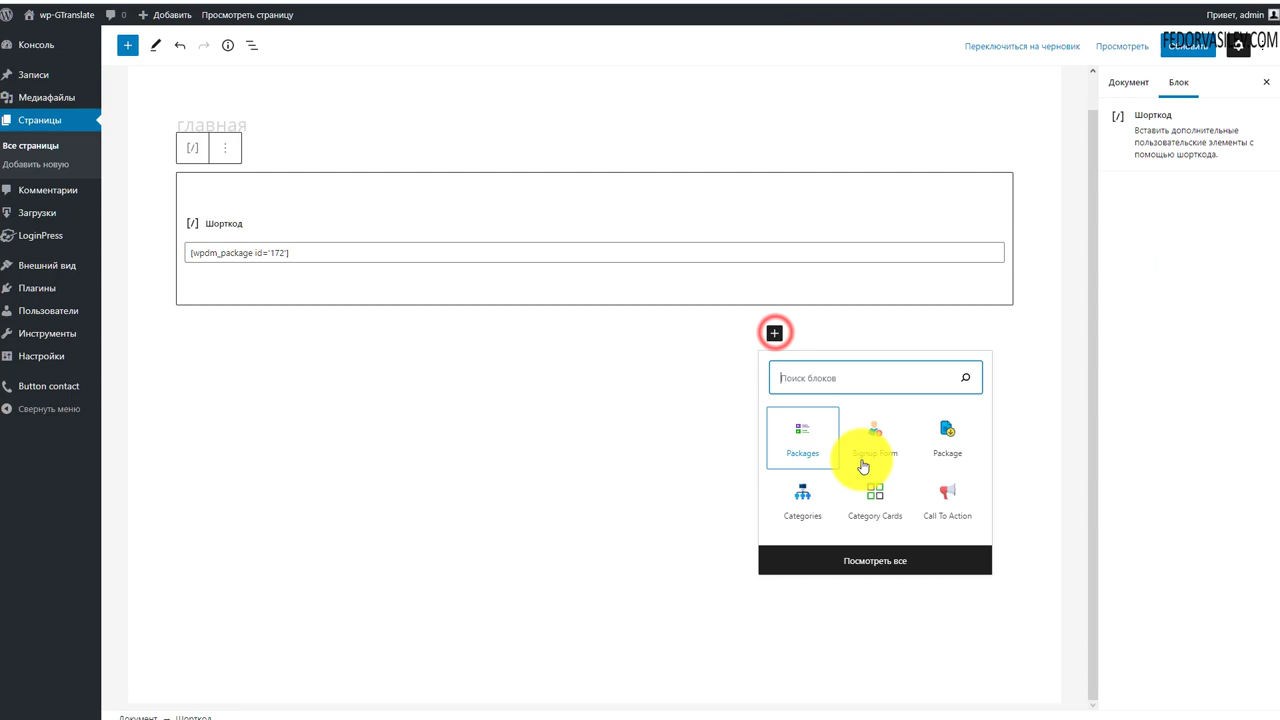 wp-GTranslate 0 Добавить Просмотреть страницу Привет, admin
Переключиться на черновик Просмотреть
FEDORVASILEV.COM
Консоль
Записи
Медиафайлы
Страницы
Все страницы
Добавить новую
Комментарии
Загрузки
LoginPress
Внешний вид
Плагины
Пользователи
Инструменты
Настройки
Button contact
Свернуть меню
главная
[/]
[/] Шорткод
[wpdm_package id='172']
Поиск блоков
Packages Signup Form Package
Categories Category Cards Call To Action
Посмотреть все
Документ Блок
[/] Шорткод
Вставить дополнительные
пользовательские элементы с
помощью шорткода.
Документ → Шорткод